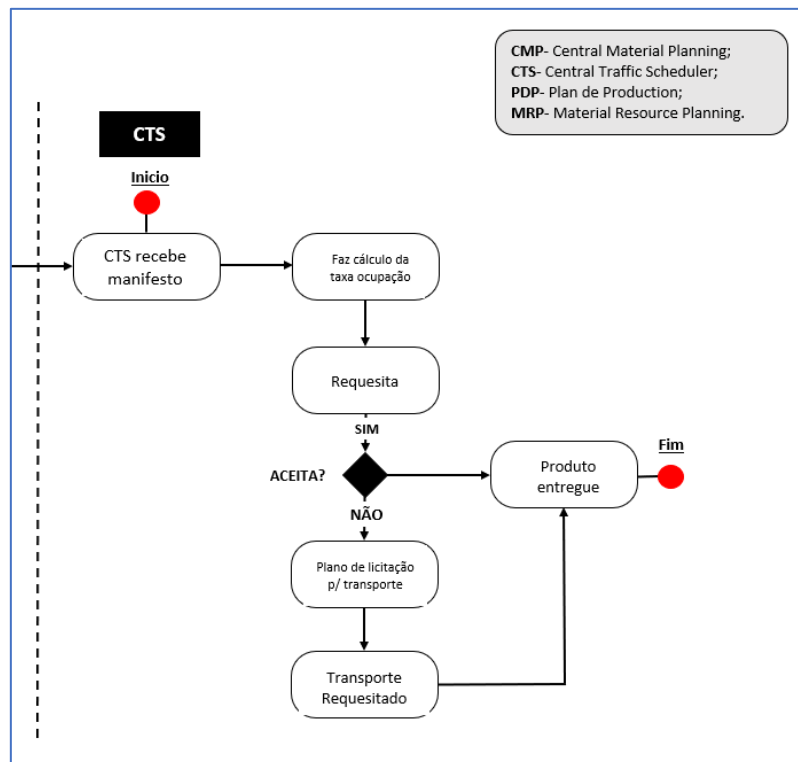 CMP- Central Material Planning;
CTS- Central Traffic Scheduler;
PDP- Plan de Production;
MRP- Material Resource Planning.
CTS
Inicio
CTS recebe
manifesto
Faz cálculo da
taxa ocupação
Requesita
SIM
ACEITA?
NÃO
Produto
entregue
Fim
Plano de licitação
p/ transporte
Transporte
Requesitado